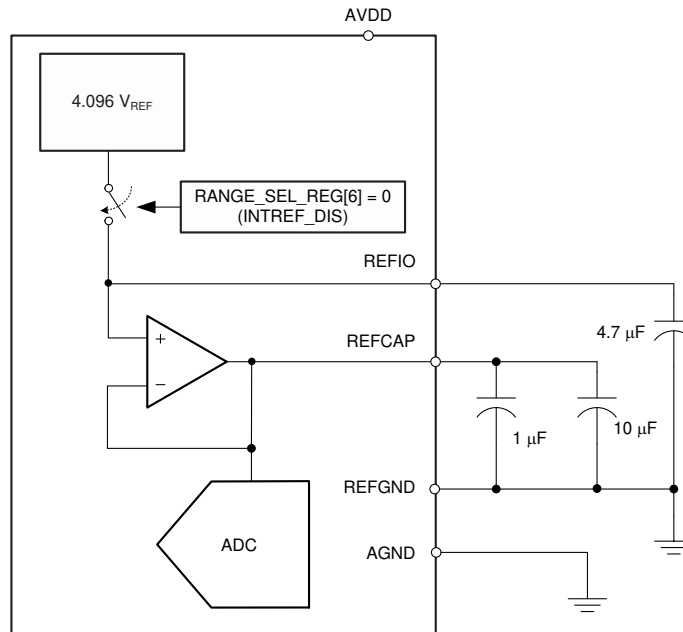 AVDD
4.096 VREF
RANGE_SEL_REG[6] = 0
(INTREF_DIS)
REFIO
4.7 μF
+
REFCAP
−
1 μF
10 μF
REFGND
ADC
AGND